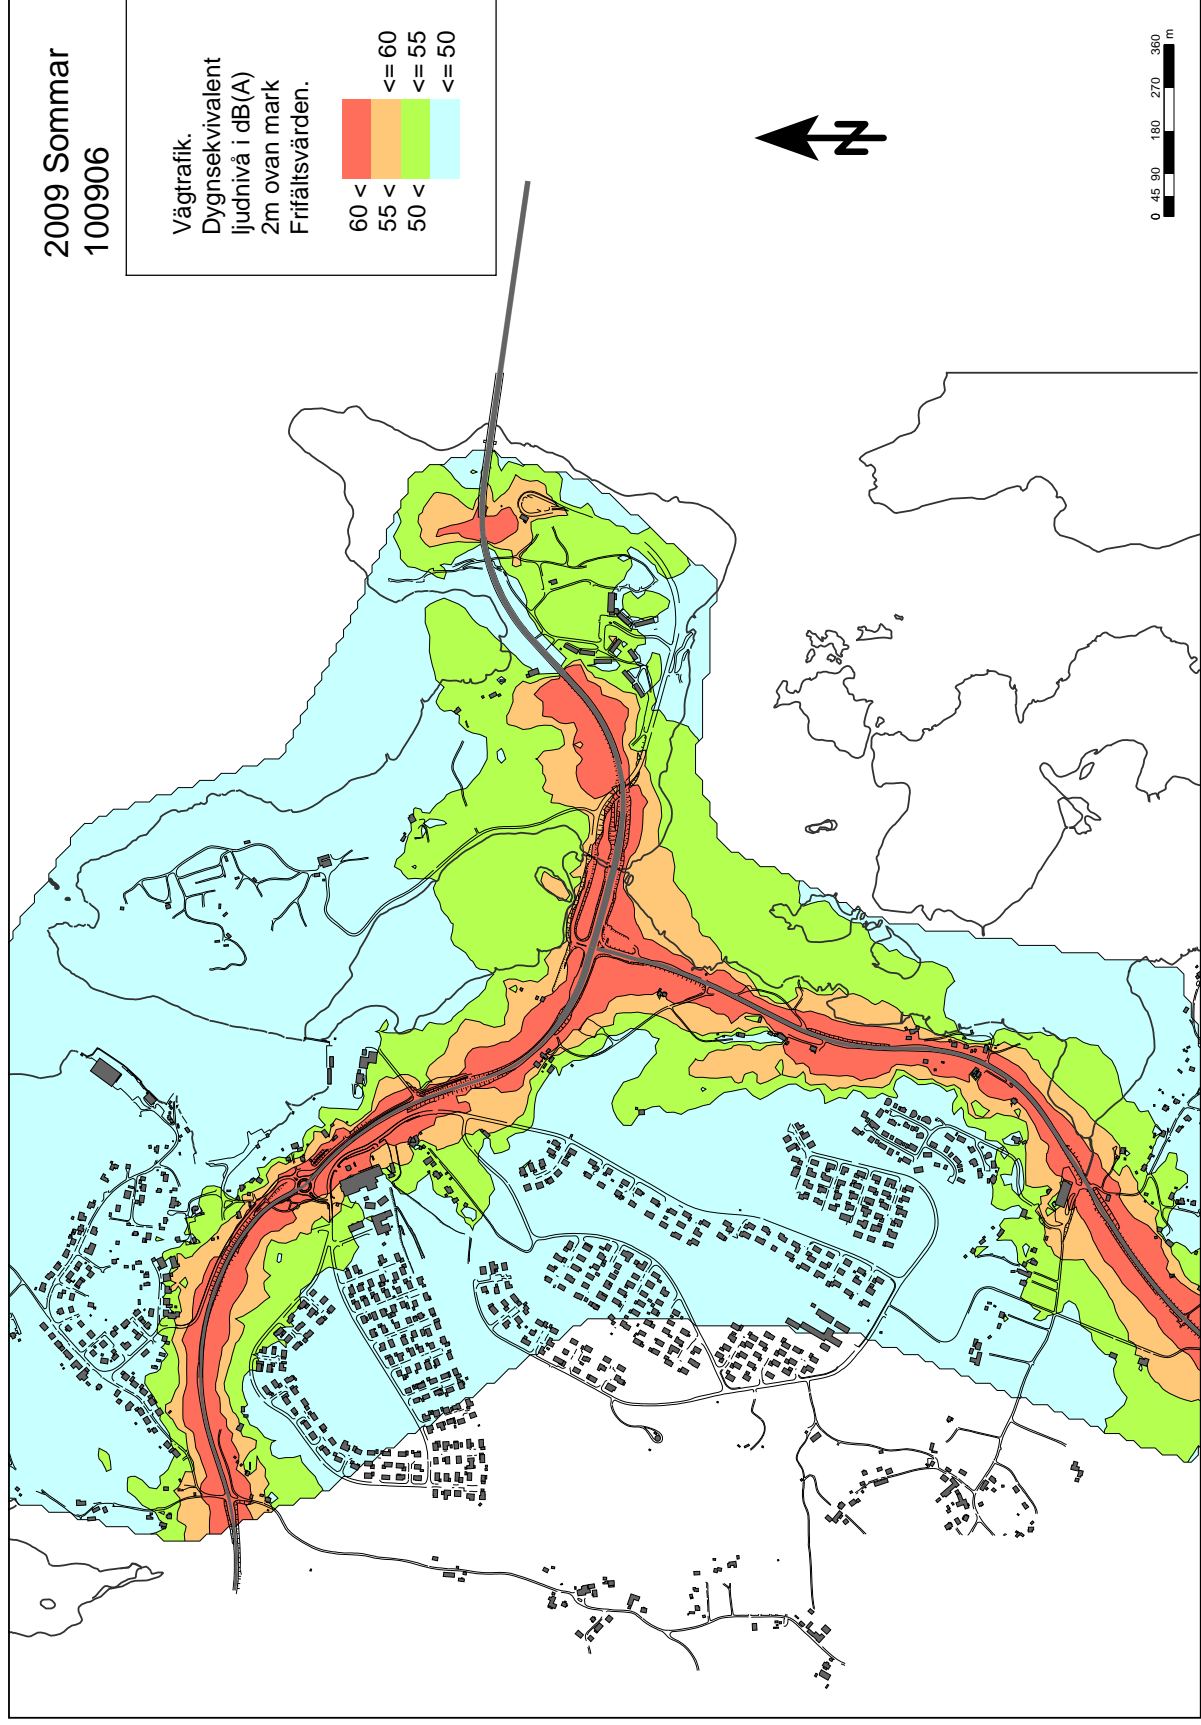 2009 Sommar
100906
Vägtrafik.
Dygnsekvivalent
ljudnivå i dB(A)
2m ovan mark
Frifältsvärden.
60 <
55 < <= 60
50 < <= 55
<= 50
N
0 45 90 180 270 360
m